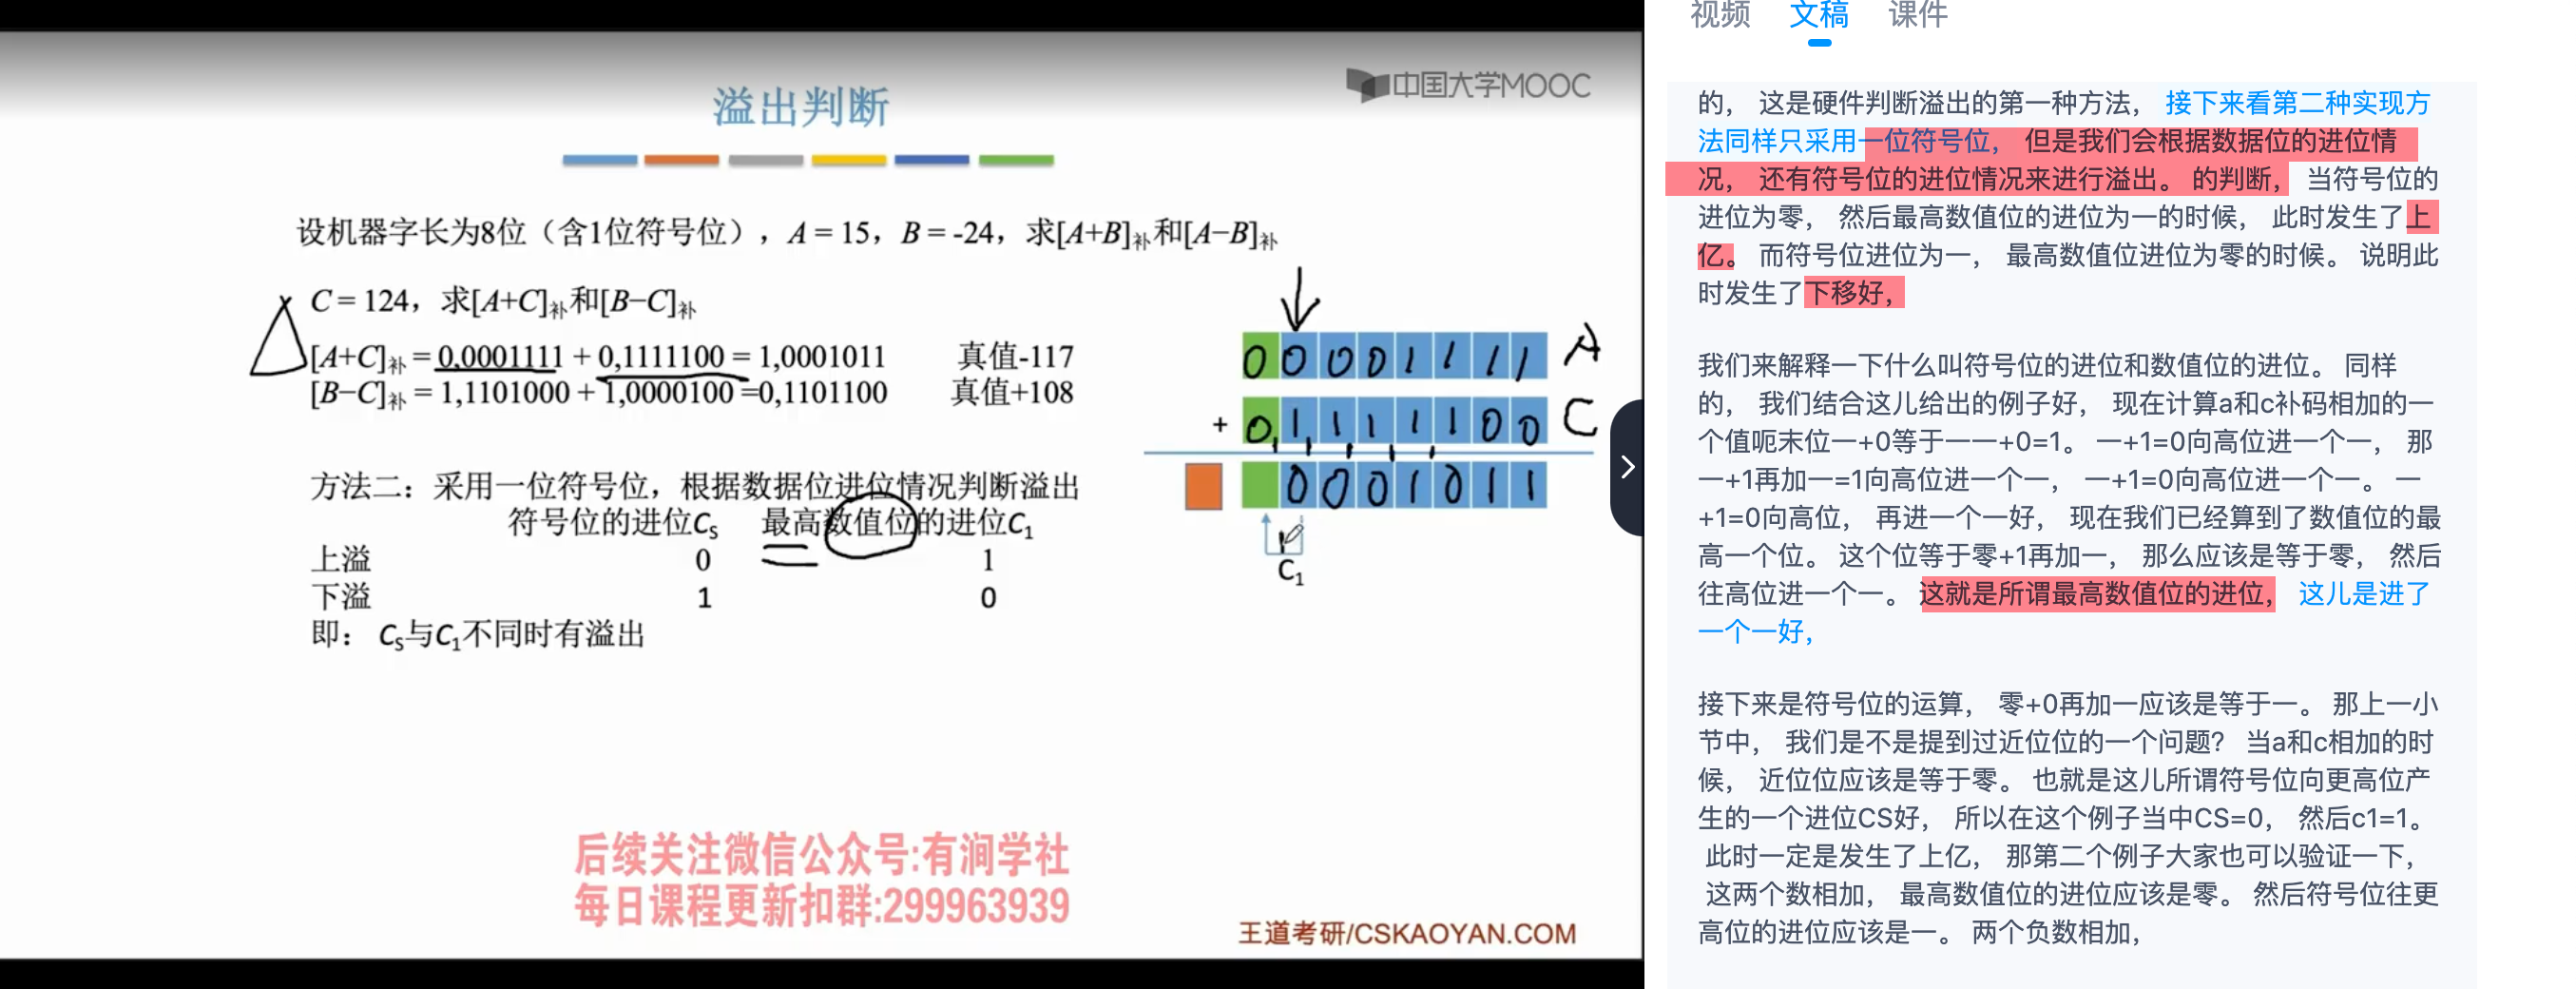 中国大学MOOC
溢出判断
设机器字长为8位（含1位符号位），A = 15，B = -24，求[A+B]补和[A−B]补
C = 124，求[A+C]补和[B−C]补
[A+C]补 = 0,0001111 + 0,1111100 = 1,0001011 真值-117
[B−C]补 = 1,1101000 + 1,0000100 =0,1101100 真值+108
0 0 0 0 1 1 1 1 A
+ 0 1 1 1 1 1 0 0 C
0 0 0 1 0 1 1
C1
方法二：采用一位符号位，根据数据位进位情况判断溢出
符号位的进位CS 最高数值位的进位C1
上溢 0 1
下溢 1 0
即： CS与C1不同时有溢出
后续关注微信公众号:有涧学社
每日课程更新扣群:299963939
王道考研/CSKAOYAN.COM
视频 文稿 课件
的， 这是硬件判断溢出的第一种方法， 接下来看第二种实现方
法同样只采用一位符号位， 但是我们会根据数据位的进位情
况， 还有符号位的进位情况来进行溢出。 的判断， 当符号位的
进位为零， 然后最高数值位的进位为一的时候， 此时发生了上
亿。 而符号位进位为一， 最高数值位进位为零的时候。 说明此
时发生了下移好，
我们来解释一下什么叫符号位的进位和数值位的进位。 同样
的， 我们结合这儿给出的例子好， 现在计算a和c补码相加的一
个值呃末位一+0等于一一+0=1。 一+1=0向高位进一个一， 那
一+1再加一=1向高位进一个一， 一+1=0向高位进一个一。 一
+1=0向高位， 再进一个一好， 现在我们已经算到了数值位的最
高一个位。 这个位等于零+1再加一， 那么应该是等于零， 然后
往高位进一个一。 这就是所谓最高数值位的进位， 这儿是进了
一个一好，
接下来是符号位的运算， 零+0再加一应该是等于一。 那上一小
节中， 我们是不是提到过近位位的一个问题？ 当a和c相加的时
候， 近位位应该是等于零。 也就是这儿所谓符号位向更高位产
生的一个进位CS好， 所以在这个例子当中CS=0， 然后c1=1。
此时一定是发生了上亿， 那第二个例子大家也可以验证一下，
这两个数相加， 最高数值位的进位应该是零。 然后符号位往更
高位的进位应该是一。 两个负数相加，